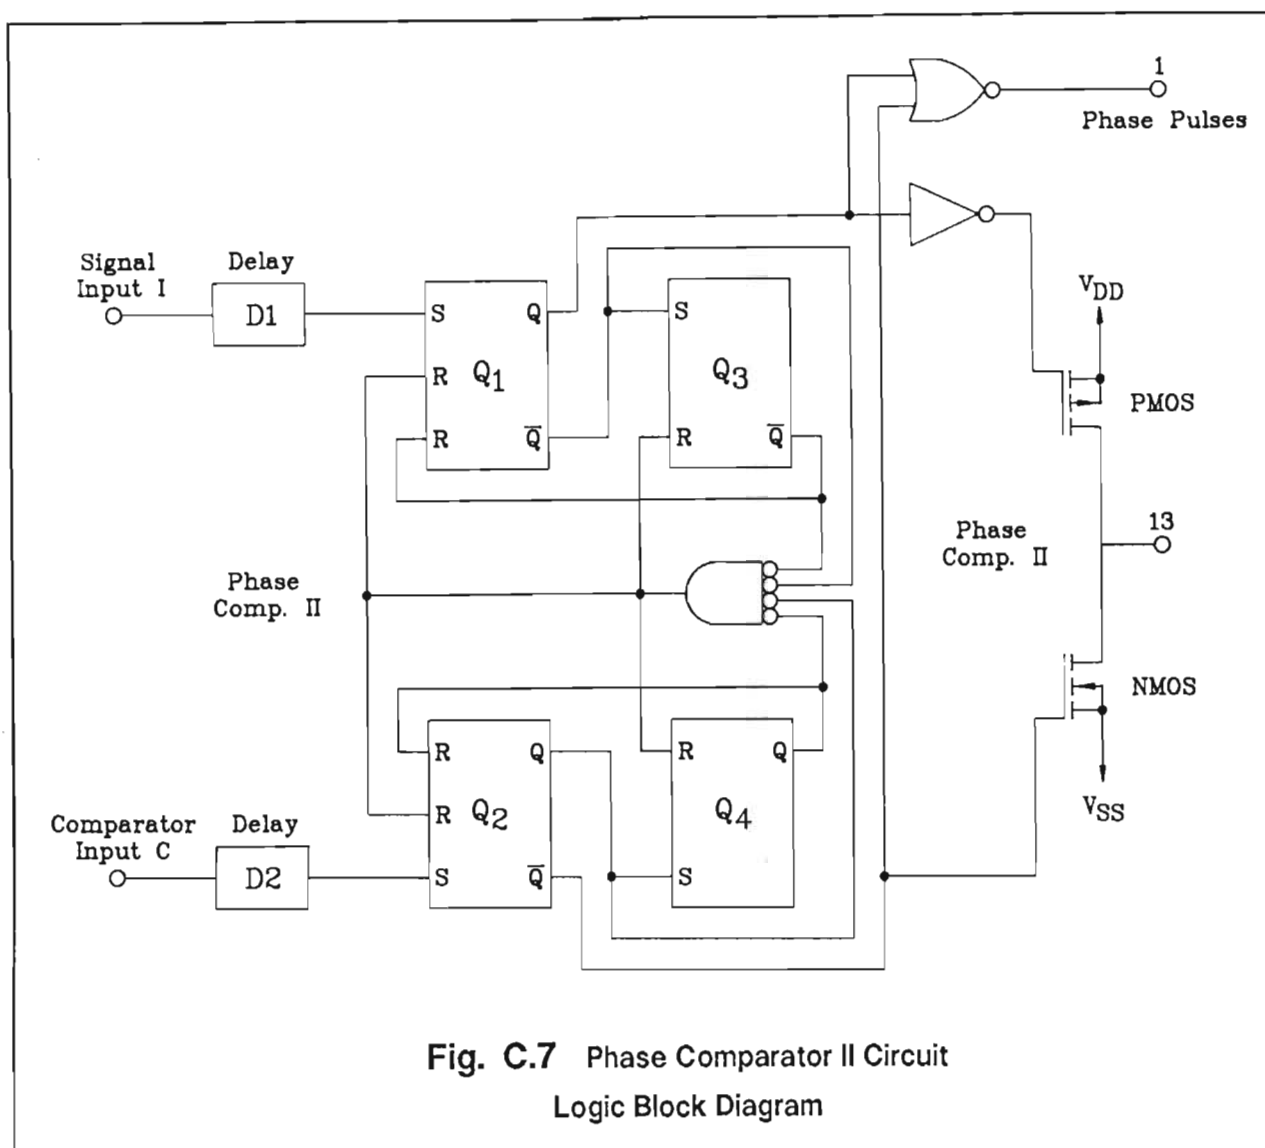 1
Phase Pulses
Signal
Input I
Delay
D1
S
Q
Q1
R
R
Q̅
S
Q3
R
Q̅
VDD
PMOS
Phase
Comp. II
13
Phase
Comp. II
NMOS
VSS
R
Q
Q2
R
S
Q̅
R
Q
Q4
S
Comparator
Input C
Delay
D2
Fig. C.7 Phase Comparator II Circuit
Logic Block Diagram